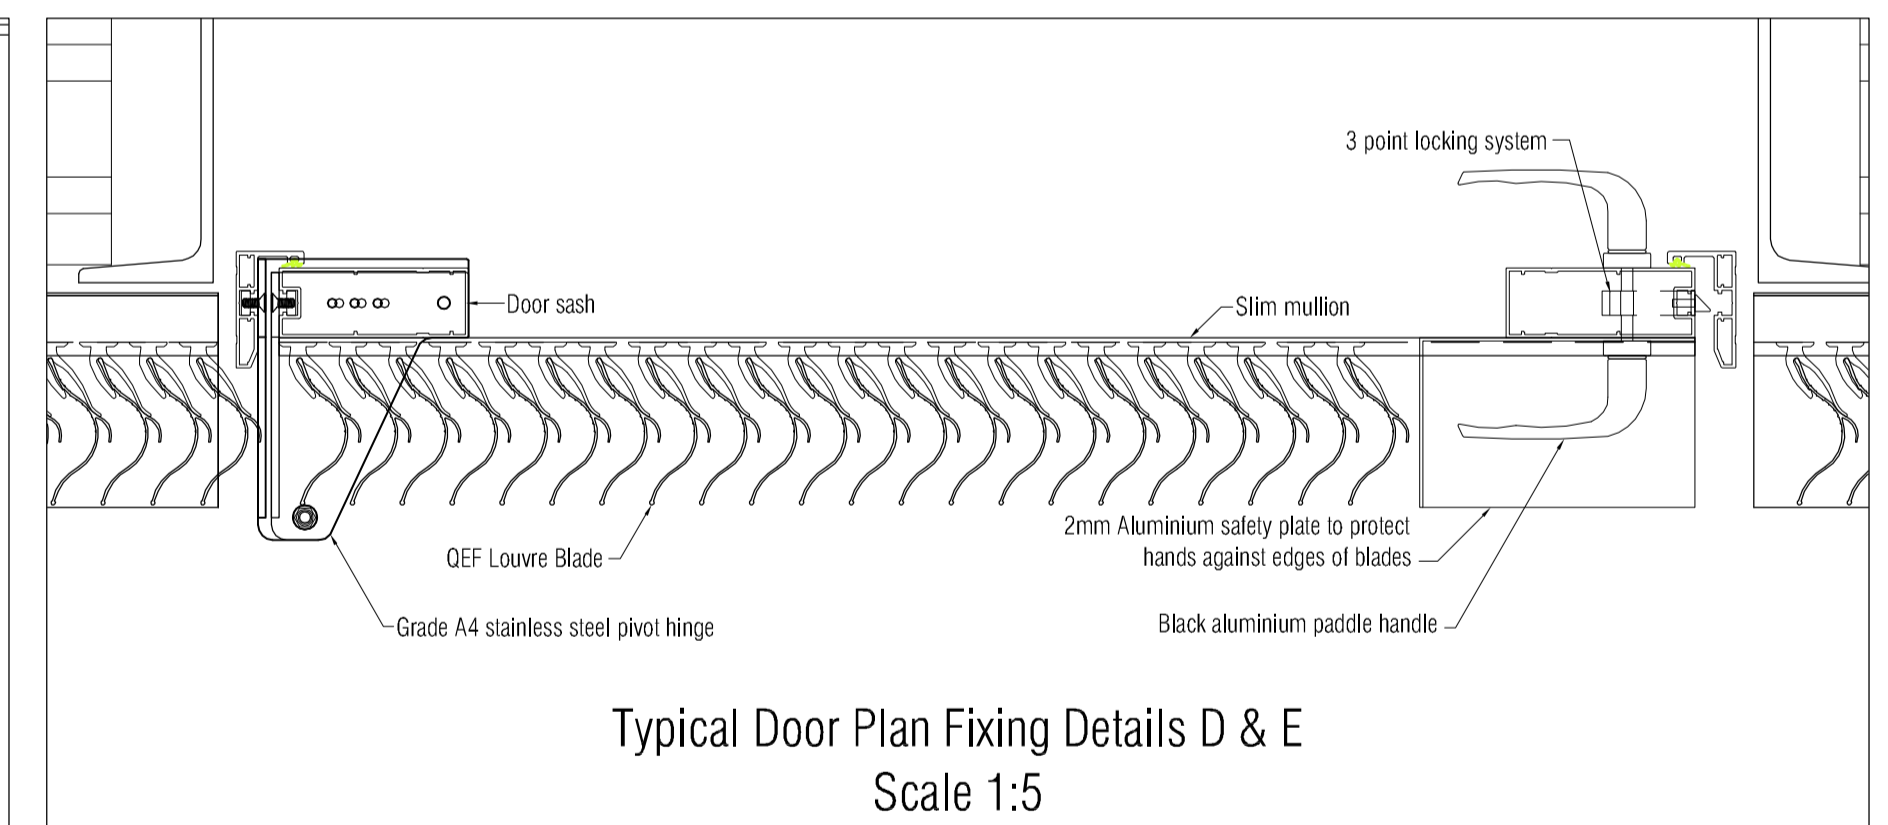 3 point locking system
Door sash
Slim mullion
2mm Aluminium safety plate to protect
hands against edges of blades
QEF Louvre Blade
Black aluminium paddle handle
Grade A4 stainless steel pivot hinge
Typical Door Plan Fixing Details D & E
Scale 1:5